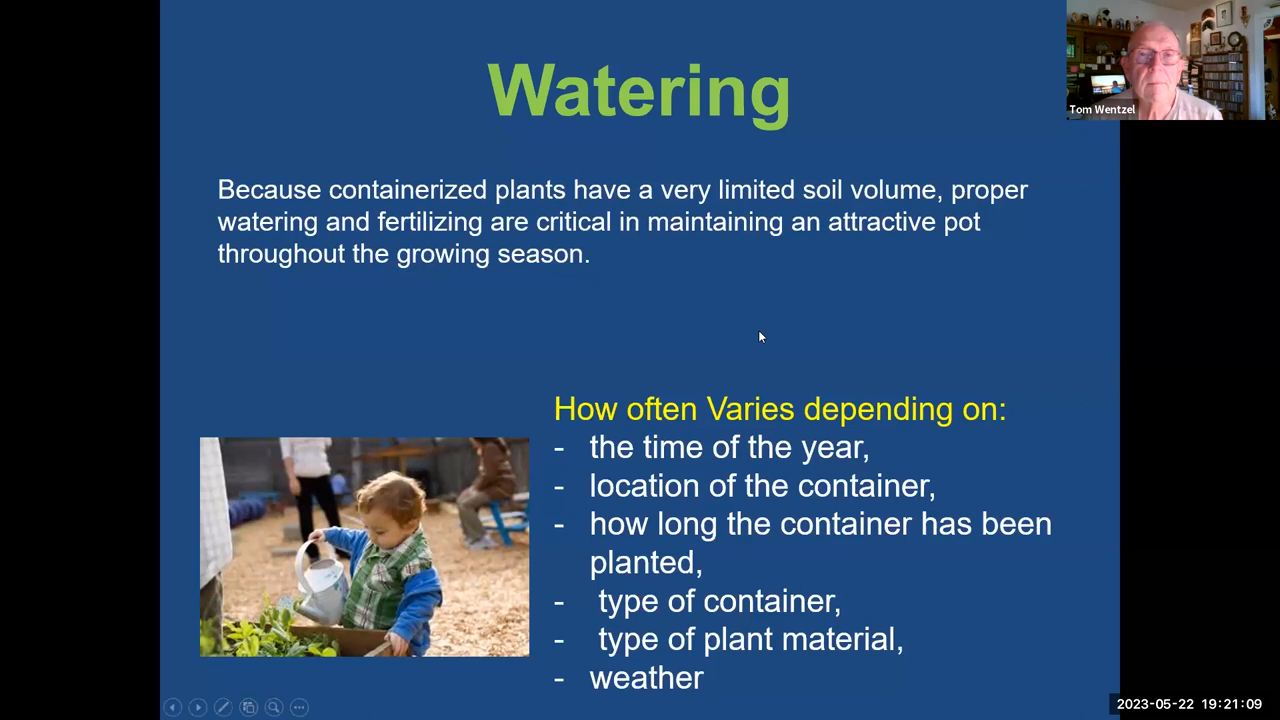 Watering
Tom Wentzel
Because containerized plants have a very limited soil volume, proper
watering and fertilizing are critical in maintaining an attractive pot
throughout the growing season.
How often Varies depending on:
- the time of the year,
- location of the container,
- how long the container has been
planted,
- type of container,
- type of plant material,
- weather
2023-05-22 19:21:09